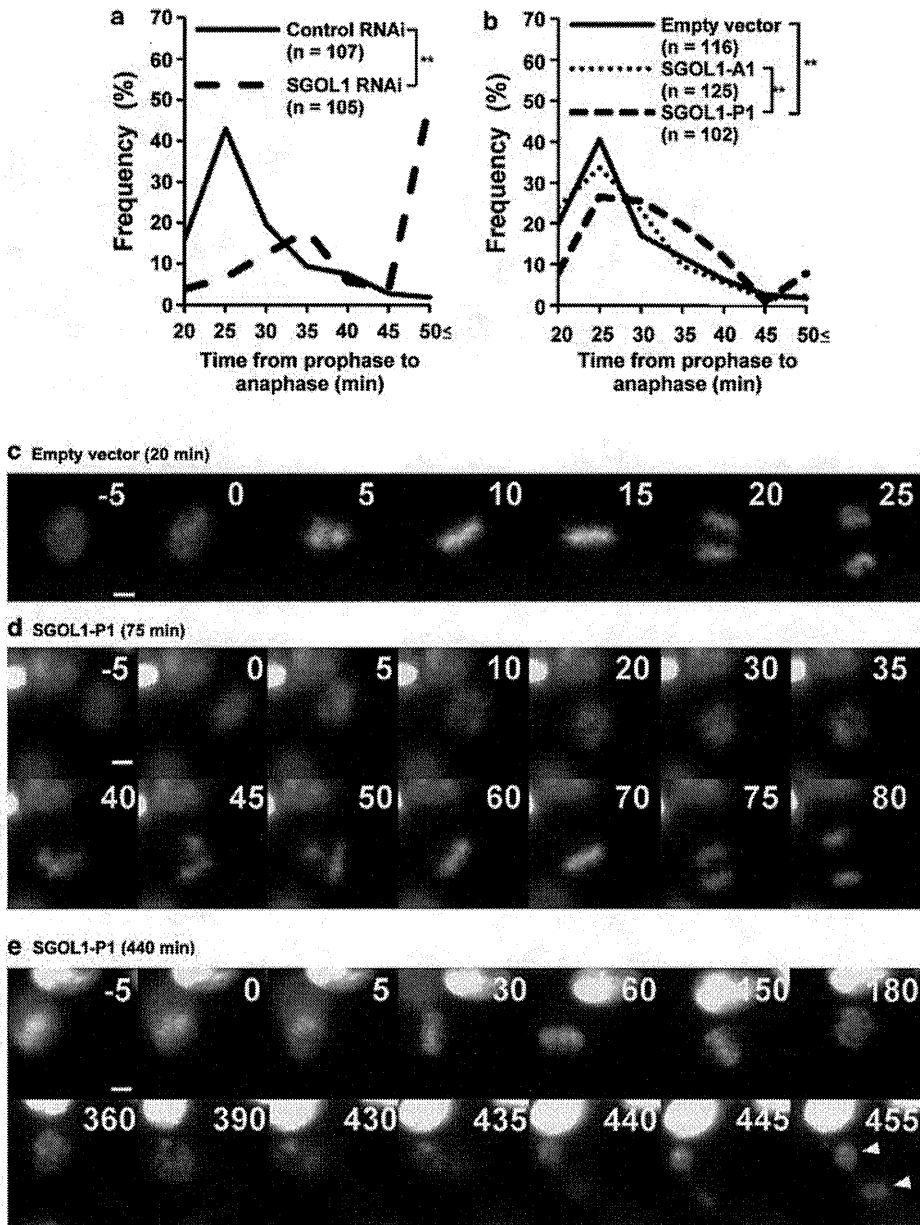 a
70
60
50
40
30
20
10
0
Frequency (%)
20 25 30 35 40 45 50≤
Time from prophase to
anaphase (min)
Control RNAi
(n = 107)
SGOL1 RNAi
(n = 105)
**
b
70
60
50
40
30
20
10
0
Frequency (%)
20 25 30 35 40 45 50≤
Time from prophase to
anaphase (min)
Empty vector
(n = 116)
SGOL1-A1
(n = 125)
SGOL1-P1
(n = 102)
**
**
c Empty vector (20 min)
-5 0 5 10 15 20 25
d SGOL1-P1 (75 min)
-5 0 5 10 20 30 35
40 45 50 60 70 75 80
e SGOL1-P1 (440 min)
-5 0 5 30 60 150 180
360 390 430 435 440 445 455